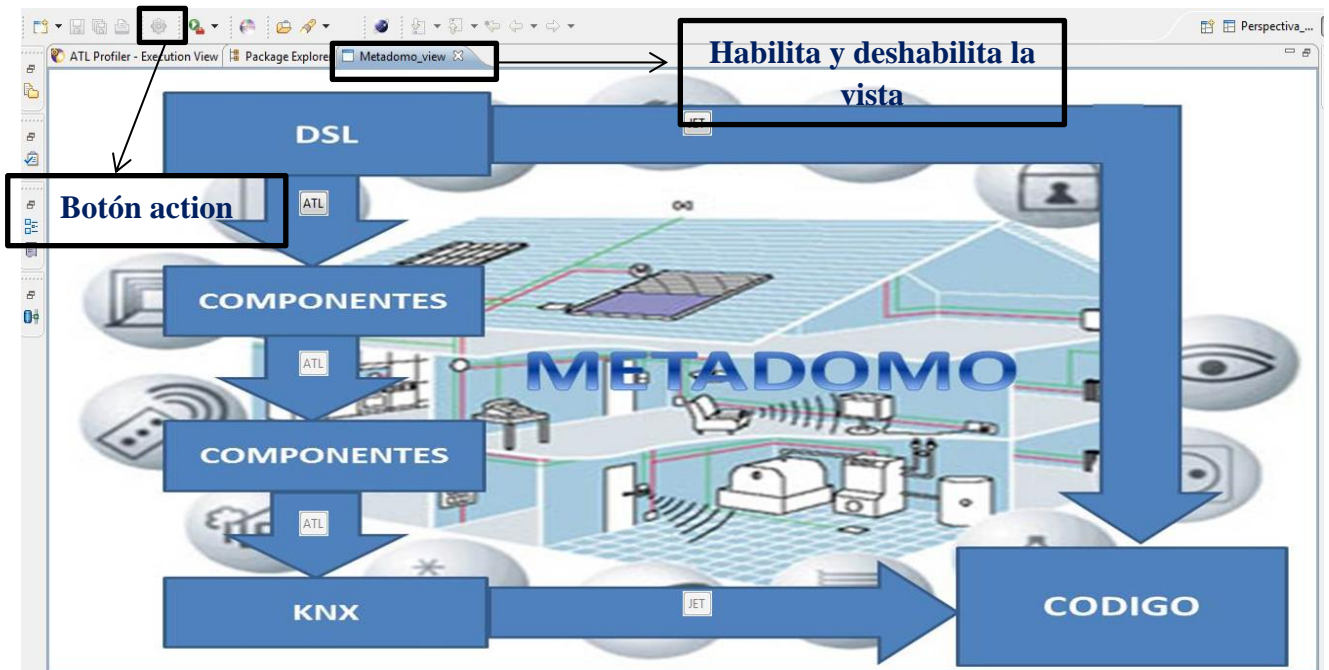 Perspectiva_...
ATL Profiler - Execution View
Package Explorer
Metadomo_view
Habilita y deshabilita la
vista
DSL
JET
Botón action
ATL
COMPONENTES
METADOMO
ATL
COMPONENTES
ATL
KNX
JET
CODIGO